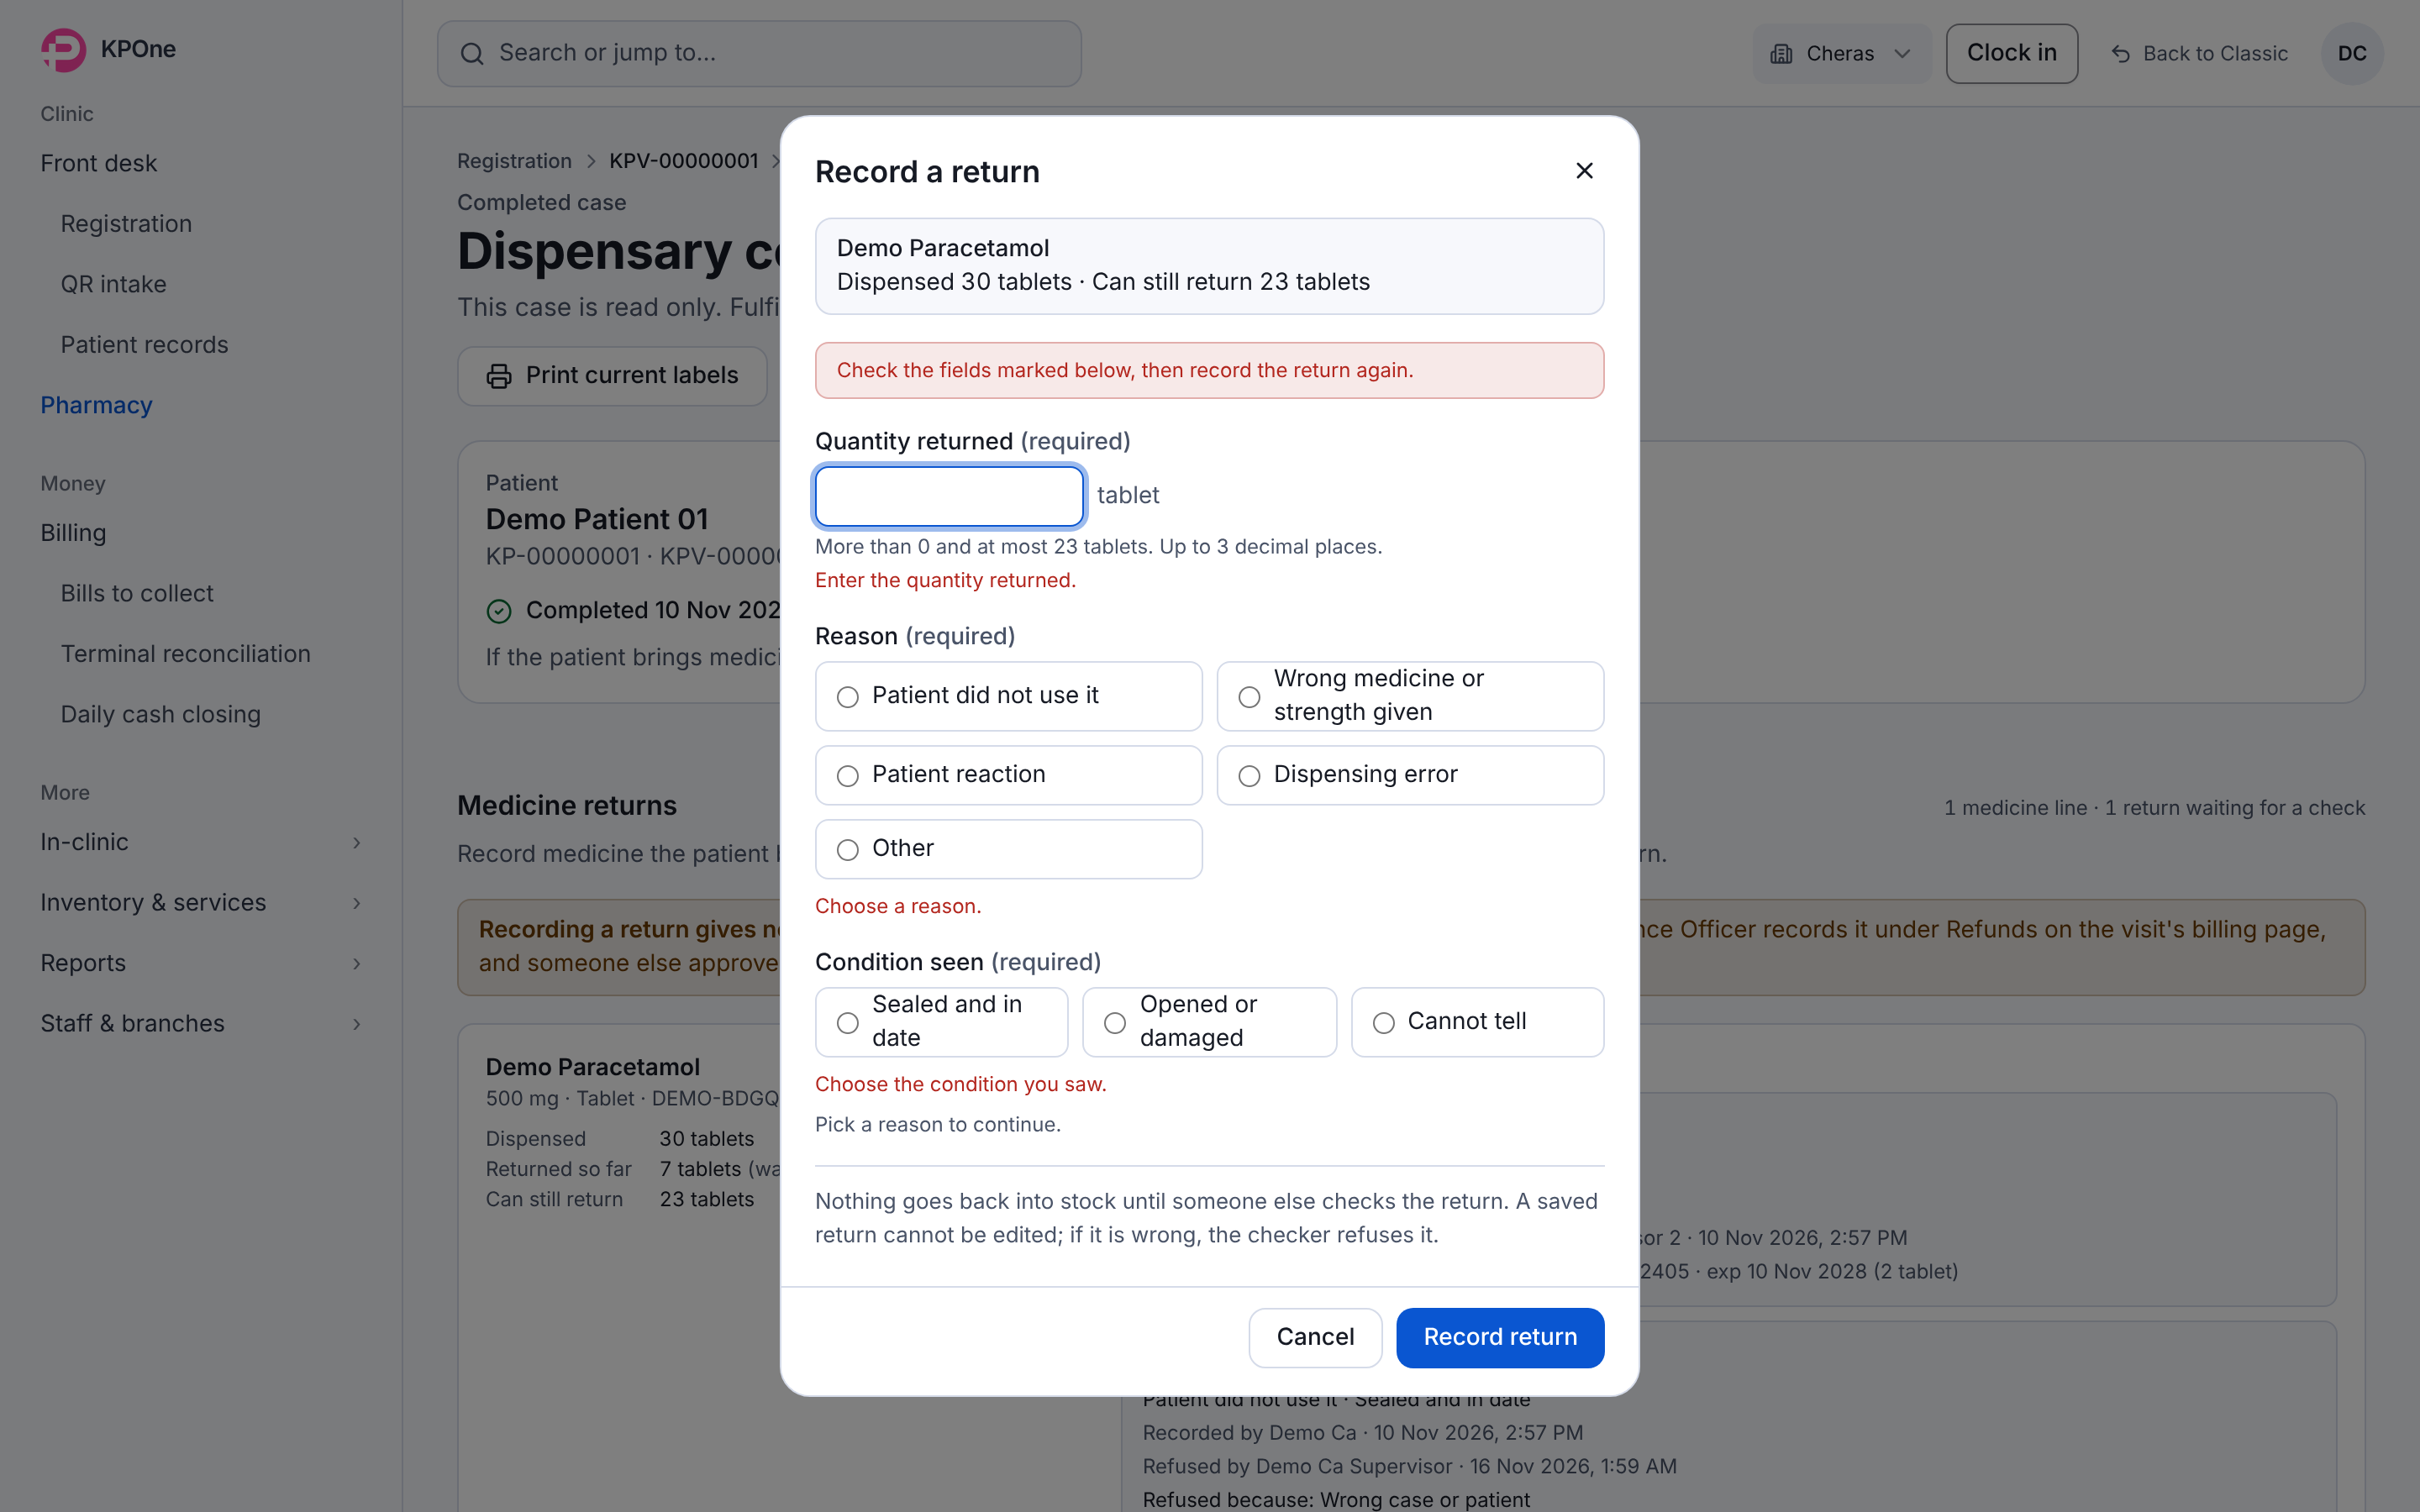 KPOne
Clinic
Front desk
Registration
QR intake
Patient records
Pharmacy
Money
Billing
Bills to collect
Terminal reconciliation
Daily cash closing
More
In-clinic
Inventory & services
Reports
Staff & branches
Search or jump to...
Cheras
Clock in
Back to Classic
DC
Registration > KPV-00000001 >
Completed case
Dispensary
This case is read only.
Print current labels
Patient
Demo Patient 01
KP-00000001 ·
Completed 10 Nov
If the patient brings
Medicine returns
1 medicine line · 1 return waiting for a check
Record medicine the patient
Recording a return gives
Officer records it under Refunds on the visit's billing page,
and someone else
Demo Paracetamol
500 mg · Tablet ·
Dispensed 30 tablets
Returned so far 7 tablets
Can still return 23 tablets
2 · 10 Nov 2026, 2:57 PM
2405 · exp 10 Nov 2028 (2 tablet)
Patient did not use it · Sealed and in date
Recorded by Demo Ca · 10 Nov 2026, 2:57 PM
Refused by Demo Ca Supervisor · 16 Nov 2026, 1:59 AM
Refused because: Wrong case or patient
Record a return
Demo Paracetamol
Dispensed 30 tablets · Can still return 23 tablets
Check the fields marked below, then record the return again.
Quantity returned (required)
tablet
More than 0 and at most 23 tablets. Up to 3 decimal places.
Enter the quantity returned.
Reason (required)
Patient did not use it
Wrong medicine or
strength given
Patient reaction
Dispensing error
Other
Choose a reason.
Condition seen (required)
Sealed and in
date
Opened or
damaged
Cannot tell
Choose the condition you saw.
Pick a reason to continue.
Nothing goes back into stock until someone else checks the return. A saved
return cannot be edited; if it is wrong, the checker refuses it.
Cancel
Record return